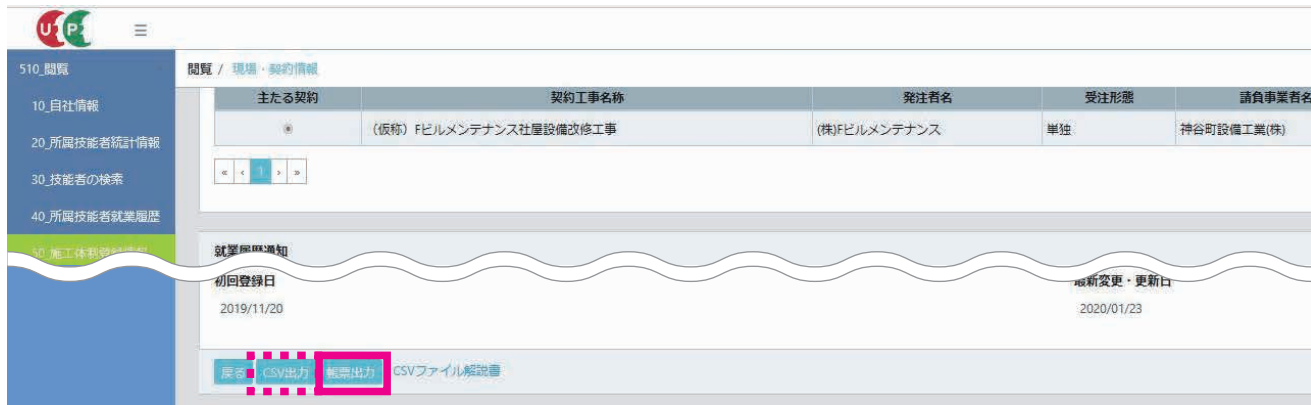 510_閲覧
10_自社情報
20_所属技能者統計情報
30_技能者の検索
40_所属技能者就業履歴
閲覧 / 現場・契約情報
主たる契約 契約工事名称 発注者名 受注形態 請負事業者名
(仮称) Fビルメンテナンス社屋設備改修工事 (株)Fビルメンテナンス 単独 神谷町設備工業(株)
« ‹ 1 › »
就業履歴通知
初回登録日 最新変更・更新日
2019/11/20 2020/01/23
戻る CSV出力 帳票出力 CSVファイル解説書